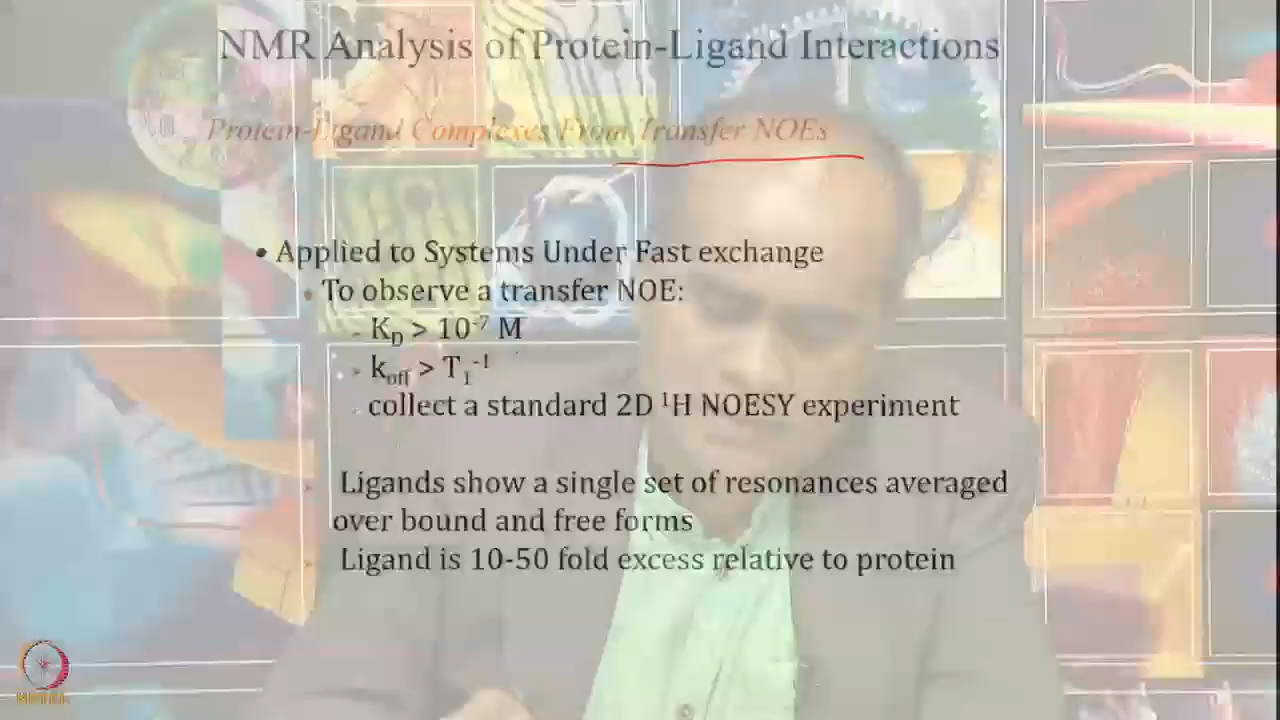 NMR Analysis of Protein-Ligand Interactions
Protein-Ligand Complexes From Transfer NOEs
• Applied to Systems Under Fast exchange
• To observe a transfer NOE:
- K_D > 10⁻⁷ M
- k_off > T₁⁻¹
- collect a standard 2D ¹H NOESY experiment
Ligands show a single set of resonances averaged
over bound and free forms
Ligand is 10-50 fold excess relative to protein
NPTEL